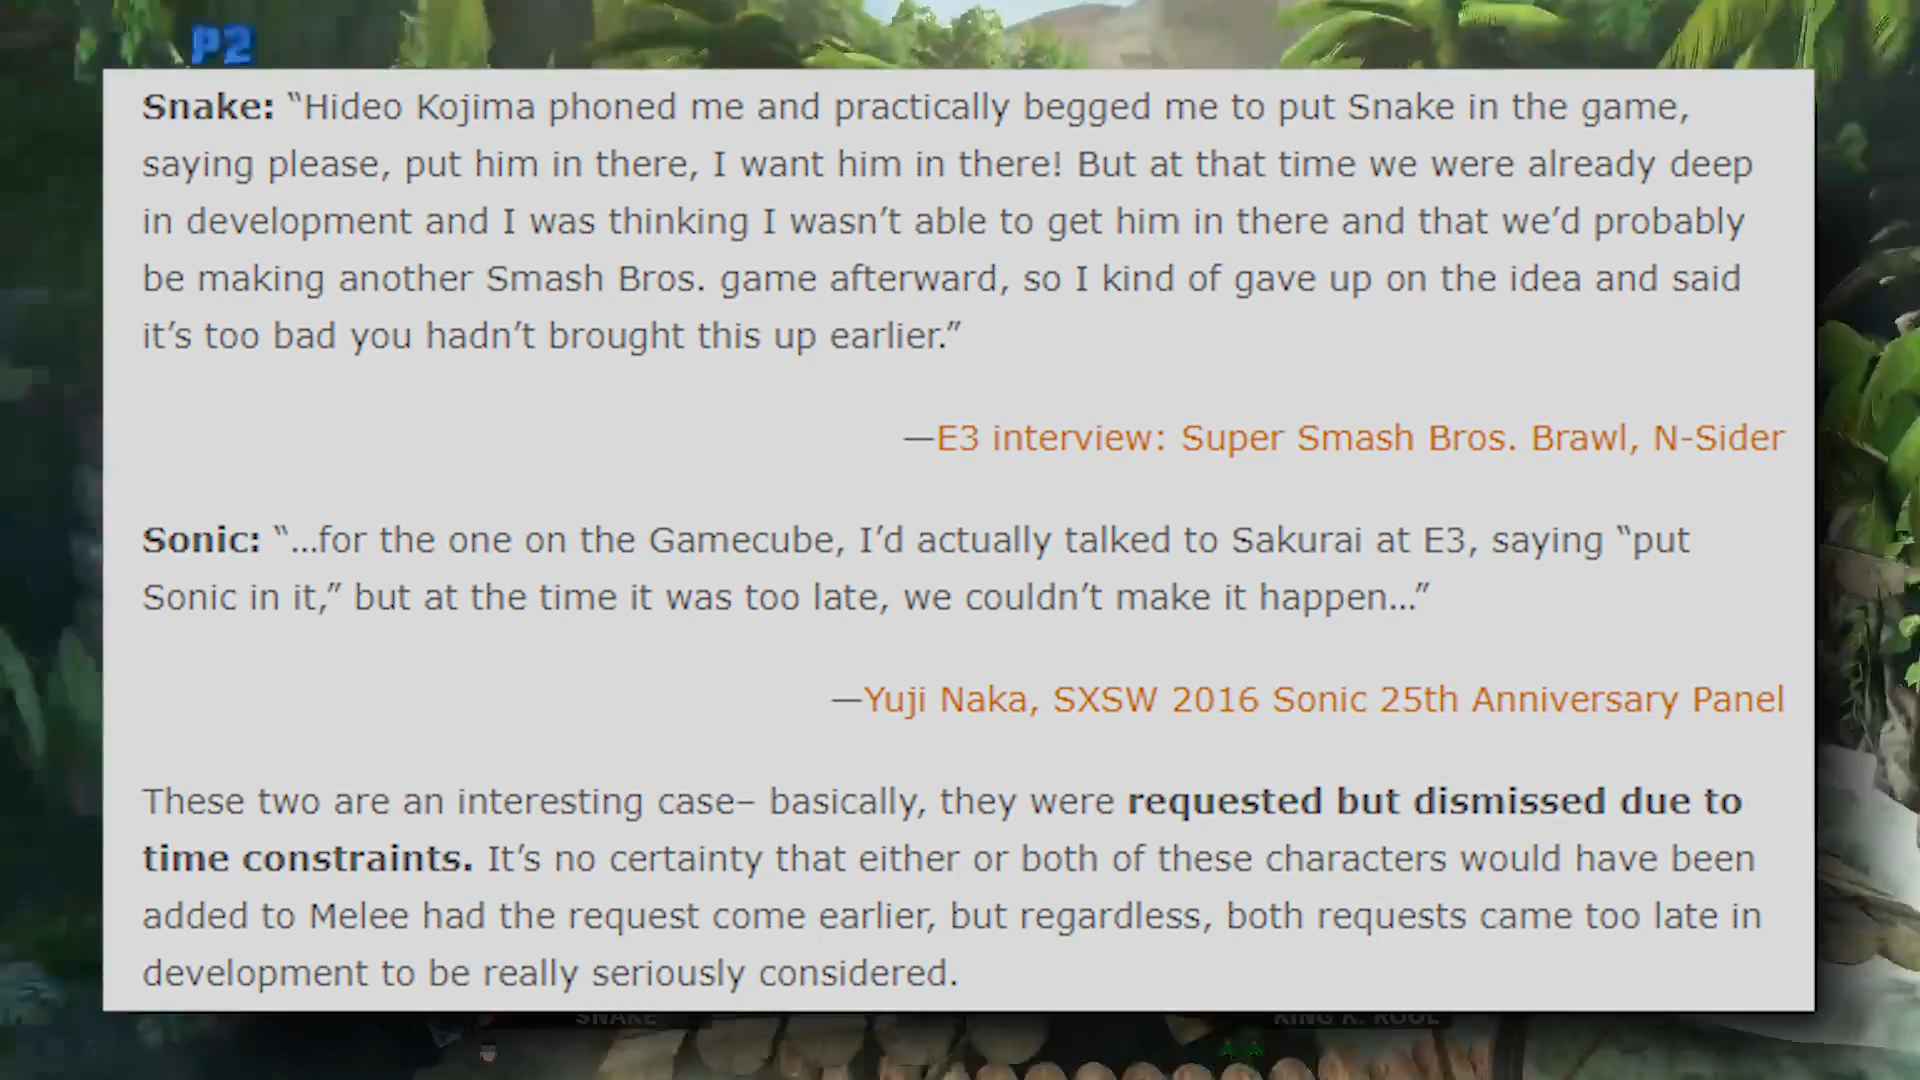 P2
Snake: “Hideo Kojima phoned me and practically begged me to put Snake in the game,
saying please, put him in there, I want him in there! But at that time we were already deep
in development and I was thinking I wasn’t able to get him in there and that we’d probably
be making another Smash Bros. game afterward, so I kind of gave up on the idea and said
it’s too bad you hadn’t brought this up earlier.”
—E3 interview: Super Smash Bros. Brawl, N-Sider
Sonic: “…for the one on the Gamecube, I’d actually talked to Sakurai at E3, saying “put
Sonic in it,” but at the time it was too late, we couldn’t make it happen…”
—Yuji Naka, SXSW 2016 Sonic 25th Anniversary Panel
These two are an interesting case– basically, they were requested but dismissed due to
time constraints. It’s no certainty that either or both of these characters would have been
added to Melee had the request come earlier, but regardless, both requests came too late in
development to be really seriously considered.
SNAKE
KING K. ROOL